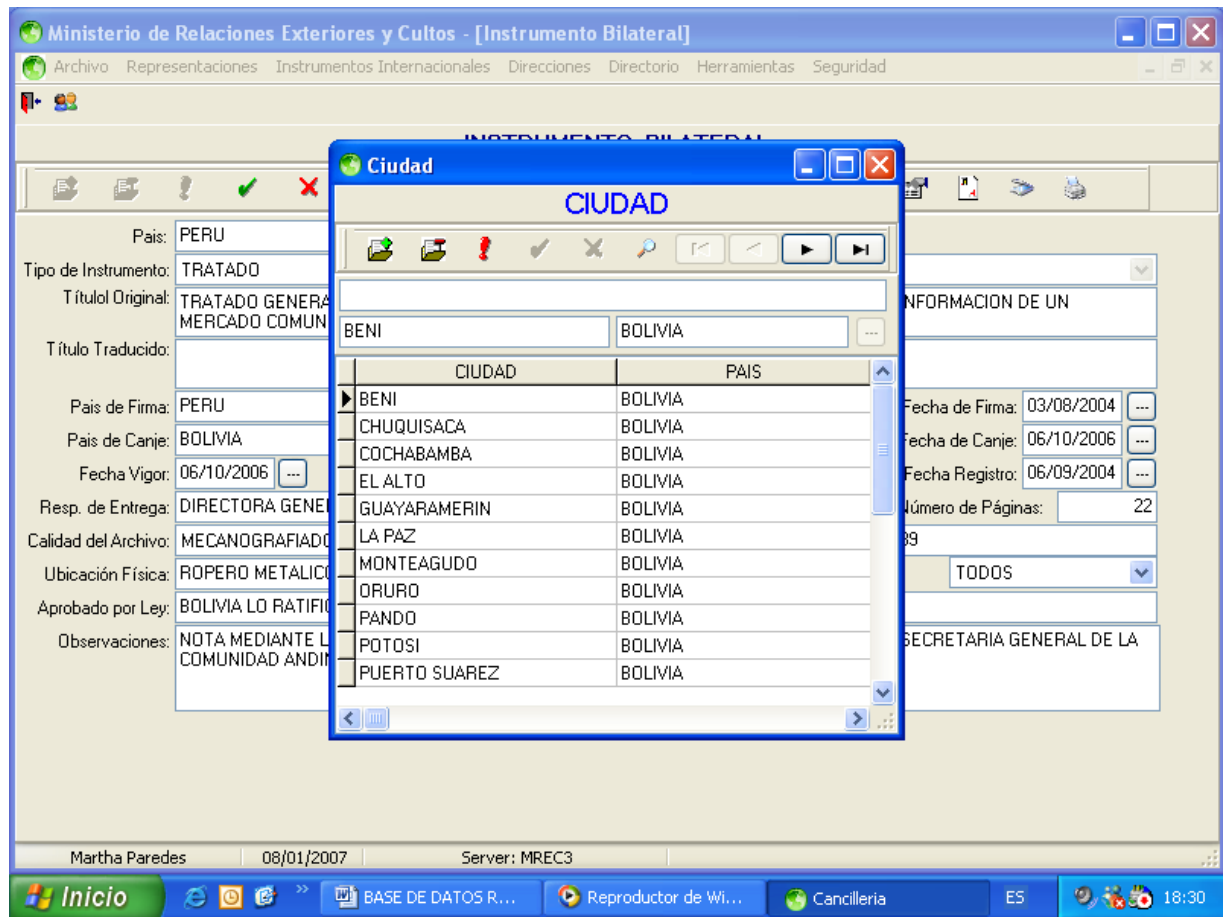 Ministerio de Relaciones Exteriores y Cultos - [Instrumento Bilateral]
Archivo Representaciones Instrumentos Internacionales Direcciones Directorio Herramientas Seguridad
INSTRUMENTO BILATERAL
Ciudad
CIUDAD
BENI BOLIVIA ...
CIUDAD PAIS
BENI BOLIVIA
CHUQUISACA BOLIVIA
COCHABAMBA BOLIVIA
EL ALTO BOLIVIA
GUAYARAMERIN BOLIVIA
LA PAZ BOLIVIA
MONTEAGUDO BOLIVIA
ORURO BOLIVIA
PANDO BOLIVIA
POTOSI BOLIVIA
PUERTO SUAREZ BOLIVIA
Pais: PERU
Tipo de Instrumento: TRATADO
Títulol Original: TRATADO GENERA NFORMACION DE UN
MERCADO COMUN
Título Traducido:
Pais de Firma: PERU Fecha de Firma: 03/08/2004 ...
Pais de Canje: BOLIVIA Fecha de Canje: 06/10/2006 ...
Fecha Vigor: 06/10/2006 ... Fecha Registro: 06/09/2004 ...
Resp. de Entrega: DIRECTORA GENE Número de Páginas: 22
Calidad del Archivo: MECANOGRAFIADO 39
Ubicación Física: ROPERO METALICO TODOS
Aprobado por Ley: BOLIVIA LO RATIFI
Observaciones: NOTA MEDIANTE L SECRETARIA GENERAL DE LA
COMUNIDAD ANDIN
Martha Paredes 08/01/2007 Server: MREC3
Inicio » BASE DE DATOS R... Reproductor de Wi... Cancilleria ES 18:30